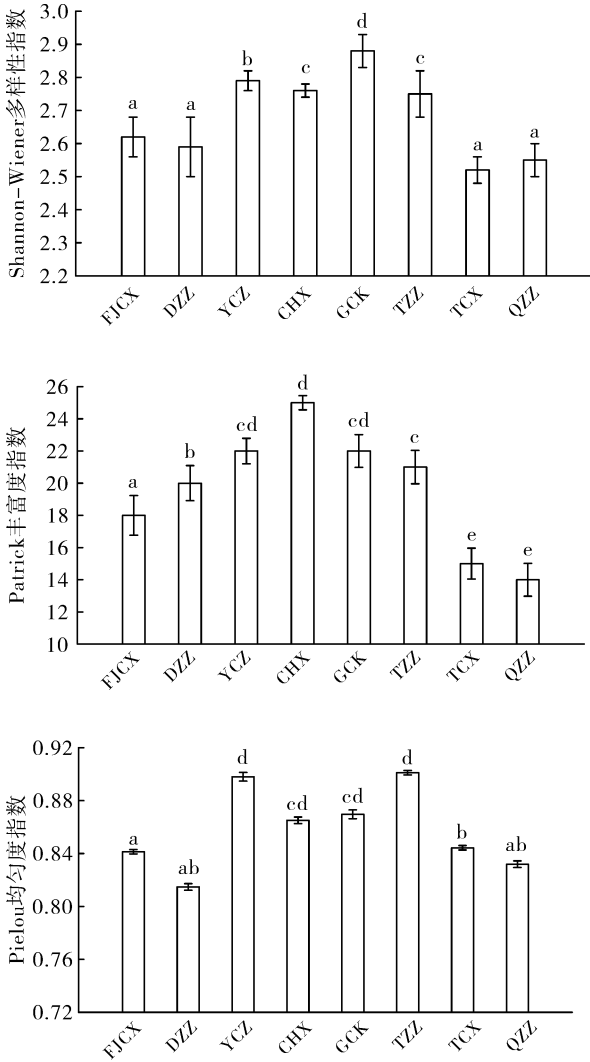 Shannon-Wiener多样性指数
3.0
2.9
2.8
2.7
2.6
2.5
2.4
2.3
2.2
a
a
b
c
d
c
a
a
FJCX
DZZ
YCZ
CHX
GCK
TZZ
TCX
QZZ
Patrick丰富度指数
26
24
22
20
18
16
14
12
10
a
b
cd
d
cd
c
e
e
FJCX
DZZ
YCZ
CHX
GCK
TZZ
TCX
QZZ
Pielou均匀度指数
0.92
0.88
0.84
0.80
0.76
0.72
a
ab
d
cd
cd
d
b
ab
FJCX
DZZ
YCZ
CHX
GCK
TZZ
TCX
QZZ